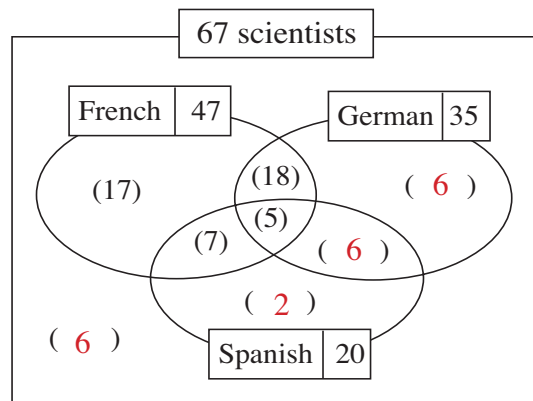 67 scientists
French 47
German 35
(17)
(18)
( 6 )
(5)
(7)
( 6 )
( 2 )
( 6 )
Spanish 20